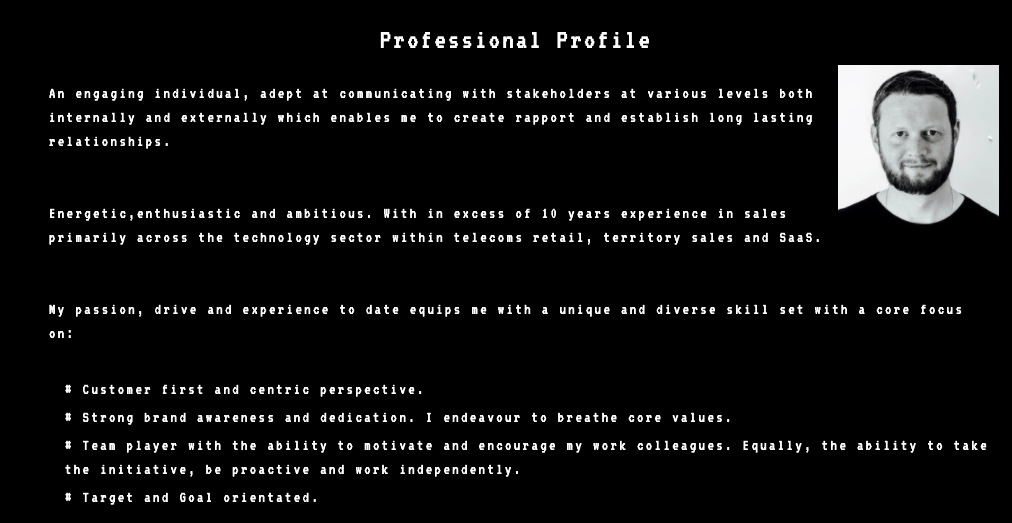 Professional Profile
An engaging individual, adept at communicating with stakeholders at various levels both
internally and externally which enables me to create rapport and establish long lasting
relationships.
Energetic,enthusiastic and ambitious. With in excess of 10 years experience in sales
primarily across the technology sector within telecoms retail, territory sales and SaaS.
My passion, drive and experience to date equips me with a unique and diverse skill set with a core focus
on:
# Customer first and centric perspective.
# Strong brand awareness and dedication. I endeavour to breathe core values.
# Team player with the ability to motivate and encourage my work colleagues. Equally, the ability to take
the initiative, be proactive and work independently.
# Target and Goal orientated.